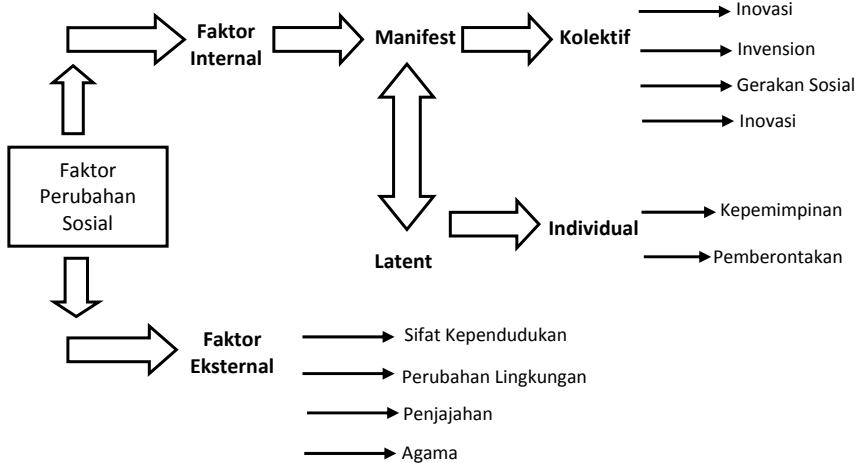 Faktor
Internal
Manifest
Kolektif
Inovasi
Invension
Gerakan Sosial
Inovasi
Faktor
Perubahan
Sosial
Latent
Individual
Kepemimpinan
Pemberontakan
Faktor
Eksternal
Sifat Kependudukan
Perubahan Lingkungan
Penjajahan
Agama